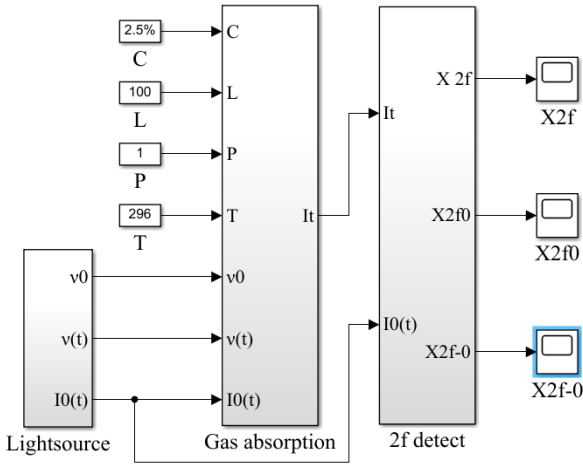 2.5%
C
C
100
L
L
1
P
P
296
T
T
ν0
ν(t)
I0(t)
Lightsource
ν0
ν(t)
I0(t)
It
Gas absorption
It
I0(t)
X 2f
X2f0
X2f-0
2f detect
X2f
X2f0
X2f-0